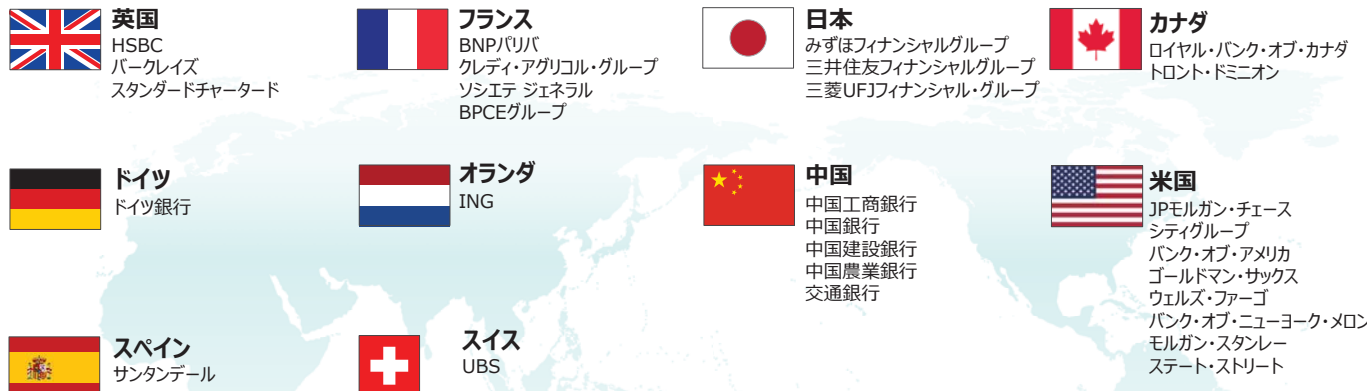 英国
HSBC
バークレイズ
スタンダードチャータード
フランス
BNPパリバ
クレディ・アグリコル・グループ
ソシエテ ジェネラル
BPCEグループ
日本
みずほフィナンシャルグループ
三井住友フィナンシャルグループ
三菱UFJフィナンシャル・グループ
カナダ
ロイヤル・バンク・オブ・カナダ
トロント・ドミニオン
ドイツ
ドイツ銀行
オランダ
ING
中国
中国工商銀行
中国銀行
中国建設銀行
中国農業銀行
交通銀行
米国
JPモルガン・チェース
シティグループ
バンク・オブ・アメリカ
ゴールドマン・サックス
ウェルズ・ファーゴ
バンク・オブ・ニューヨーク・メロン
モルガン・スタンレー
ステート・ストリート
スペイン
サンタンデール
スイス
UBS